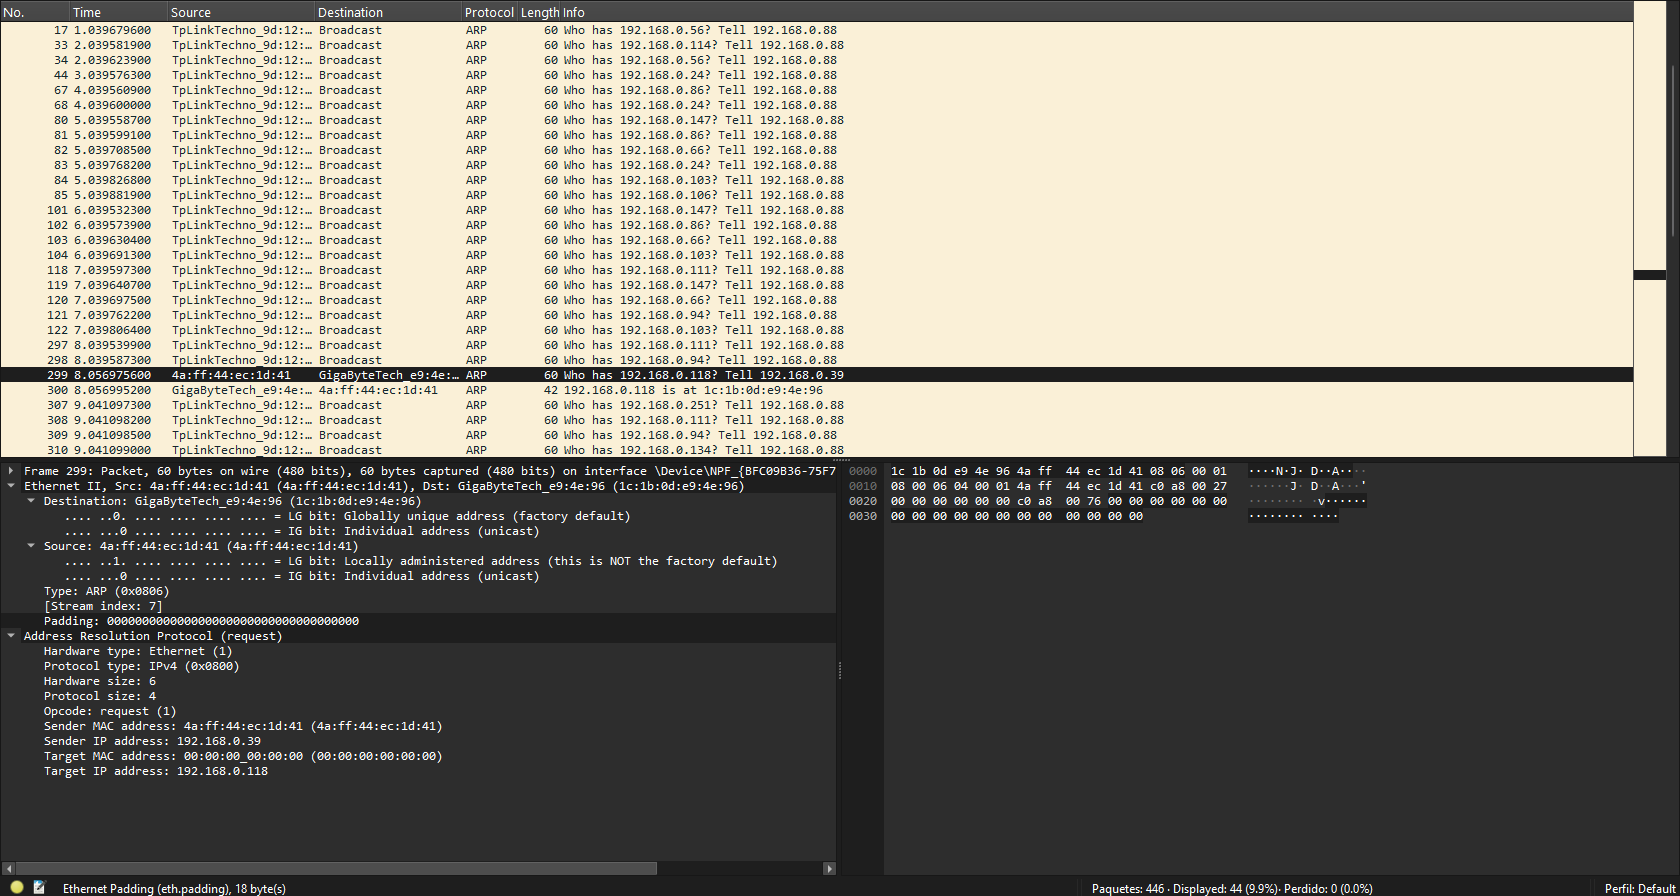 No. Time Source Destination Protocol Length Info
17 1.039679600 TpLinkTechno_9d:12:… Broadcast ARP 60 Who has 192.168.0.56? Tell 192.168.0.88
33 2.039581900 TpLinkTechno_9d:12:… Broadcast ARP 60 Who has 192.168.0.114? Tell 192.168.0.88
34 2.039623900 TpLinkTechno_9d:12:… Broadcast ARP 60 Who has 192.168.0.56? Tell 192.168.0.88
44 3.039576300 TpLinkTechno_9d:12:… Broadcast ARP 60 Who has 192.168.0.24? Tell 192.168.0.88
67 4.039560900 TpLinkTechno_9d:12:… Broadcast ARP 60 Who has 192.168.0.86? Tell 192.168.0.88
68 4.039600000 TpLinkTechno_9d:12:… Broadcast ARP 60 Who has 192.168.0.24? Tell 192.168.0.88
80 5.039558700 TpLinkTechno_9d:12:… Broadcast ARP 60 Who has 192.168.0.147? Tell 192.168.0.88
81 5.039599100 TpLinkTechno_9d:12:… Broadcast ARP 60 Who has 192.168.0.86? Tell 192.168.0.88
82 5.039708500 TpLinkTechno_9d:12:… Broadcast ARP 60 Who has 192.168.0.66? Tell 192.168.0.88
83 5.039768200 TpLinkTechno_9d:12:… Broadcast ARP 60 Who has 192.168.0.24? Tell 192.168.0.88
84 5.039826800 TpLinkTechno_9d:12:… Broadcast ARP 60 Who has 192.168.0.103? Tell 192.168.0.88
85 5.039881900 TpLinkTechno_9d:12:… Broadcast ARP 60 Who has 192.168.0.106? Tell 192.168.0.88
101 6.039532300 TpLinkTechno_9d:12:… Broadcast ARP 60 Who has 192.168.0.147? Tell 192.168.0.88
102 6.039573900 TpLinkTechno_9d:12:… Broadcast ARP 60 Who has 192.168.0.86? Tell 192.168.0.88
103 6.039630400 TpLinkTechno_9d:12:… Broadcast ARP 60 Who has 192.168.0.66? Tell 192.168.0.88
104 6.039691300 TpLinkTechno_9d:12:… Broadcast ARP 60 Who has 192.168.0.103? Tell 192.168.0.88
118 7.039597300 TpLinkTechno_9d:12:… Broadcast ARP 60 Who has 192.168.0.111? Tell 192.168.0.88
119 7.039640700 TpLinkTechno_9d:12:… Broadcast ARP 60 Who has 192.168.0.147? Tell 192.168.0.88
120 7.039697500 TpLinkTechno_9d:12:… Broadcast ARP 60 Who has 192.168.0.66? Tell 192.168.0.88
121 7.039762200 TpLinkTechno_9d:12:… Broadcast ARP 60 Who has 192.168.0.94? Tell 192.168.0.88
122 7.039806400 TpLinkTechno_9d:12:… Broadcast ARP 60 Who has 192.168.0.103? Tell 192.168.0.88
297 8.039539900 TpLinkTechno_9d:12:… Broadcast ARP 60 Who has 192.168.0.111? Tell 192.168.0.88
298 8.039587300 TpLinkTechno_9d:12:… Broadcast ARP 60 Who has 192.168.0.94? Tell 192.168.0.88
299 8.056975600 4a:ff:44:ec:1d:41 GigaByteTech_e9:4e:… ARP 60 Who has 192.168.0.118? Tell 192.168.0.39
300 8.056995200 GigaByteTech_e9:4e:… 4a:ff:44:ec:1d:41 ARP 42 192.168.0.118 is at 1c:1b:0d:e9:4e:96
307 9.041097300 TpLinkTechno_9d:12:… Broadcast ARP 60 Who has 192.168.0.251? Tell 192.168.0.88
308 9.041098200 TpLinkTechno_9d:12:… Broadcast ARP 60 Who has 192.168.0.111? Tell 192.168.0.88
309 9.041098500 TpLinkTechno_9d:12:… Broadcast ARP 60 Who has 192.168.0.94? Tell 192.168.0.88
310 9.041099000 TpLinkTechno_9d:12:… Broadcast ARP 60 Who has 192.168.0.134? Tell 192.168.0.88
Frame 299: Packet, 60 bytes on wire (480 bits), 60 bytes captured (480 bits) on interface \Device\NPF_{BFC09B36-75F7
Ethernet II, Src: 4a:ff:44:ec:1d:41 (4a:ff:44:ec:1d:41), Dst: GigaByteTech_e9:4e:96 (1c:1b:0d:e9:4e:96)
Destination: GigaByteTech_e9:4e:96 (1c:1b:0d:e9:4e:96)
.... ..0. .... .... .... .... = LG bit: Globally unique address (factory default)
.... ...0 .... .... .... .... = IG bit: Individual address (unicast)
Source: 4a:ff:44:ec:1d:41 (4a:ff:44:ec:1d:41)
.... ..1. .... .... .... .... = LG bit: Locally administered address (this is NOT the factory default)
.... ...0 .... .... .... .... = IG bit: Individual address (unicast)
Type: ARP (0x0806)
[Stream index: 7]
Padding: 000000000000000000000000000000000000
Address Resolution Protocol (request)
Hardware type: Ethernet (1)
Protocol type: IPv4 (0x0800)
Hardware size: 6
Protocol size: 4
Opcode: request (1)
Sender MAC address: 4a:ff:44:ec:1d:41 (4a:ff:44:ec:1d:41)
Sender IP address: 192.168.0.39
Target MAC address: 00:00:00_00:00:00 (00:00:00:00:00:00)
Target IP address: 192.168.0.118
0000 1c 1b 0d e9 4e 96 4a ff 44 ec 1d 41 08 06 00 01 ····N·J· D··A····
0010 08 00 06 04 00 01 4a ff 44 ec 1d 41 c0 a8 00 27 ······J· D··A···'
0020 00 00 00 00 00 00 c0 a8 00 76 00 00 00 00 00 00 ········ ·v······
0030 00 00 00 00 00 00 00 00 00 00 00 00 ········ ····
Ethernet Padding (eth.padding), 18 byte(s) Paquetes: 446 · Displayed: 44 (9.9%)· Perdido: 0 (0.0%) Perfil: Default